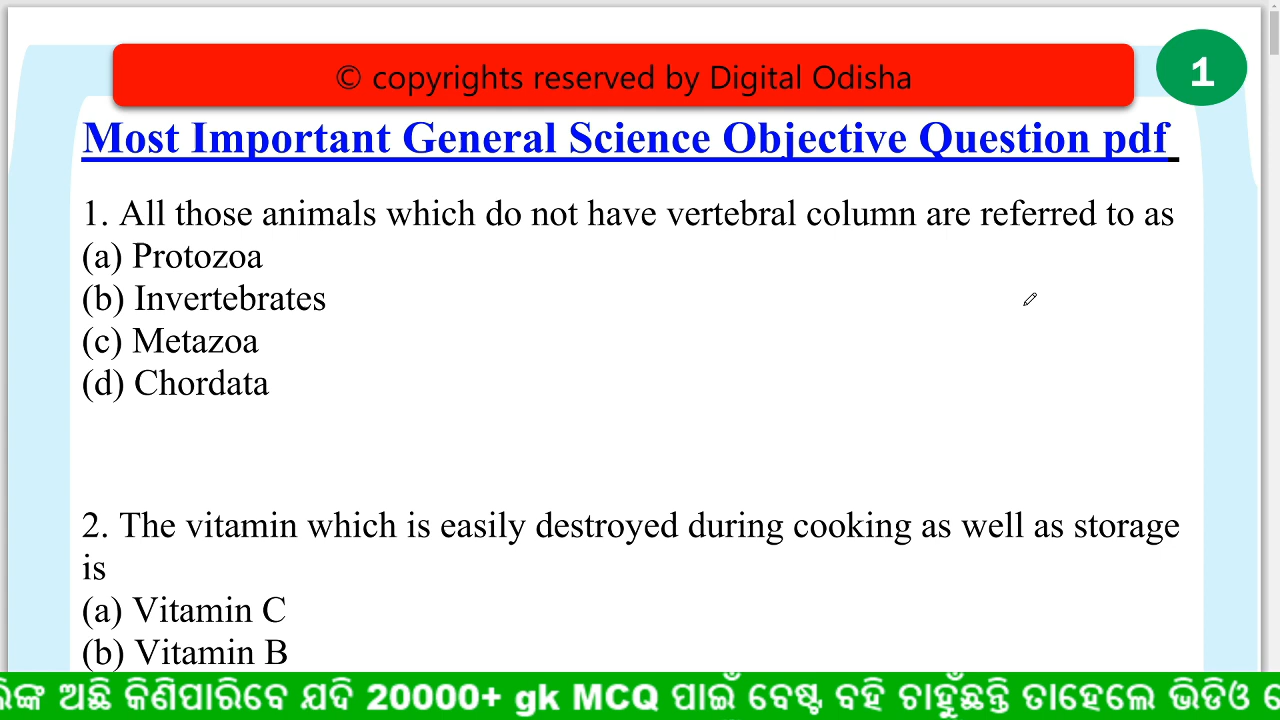 © copyrights reserved by Digital Odisha
1
Most Important General Science Objective Question pdf
1. All those animals which do not have vertebral column are referred to as
(a) Protozoa
(b) Invertebrates
(c) Metazoa
(d) Chordata
2. The vitamin which is easily destroyed during cooking as well as storage
is
(a) Vitamin C
(b) Vitamin B
ଅଛି କିଣିପାରିବେ ଯଦି 20000+ gk MCQ ପାଇଁ ବେଷ୍ଟ ବହି ଚାହୁଁଛନ୍ତି ତାହେଲେ ଭିଡିଓ